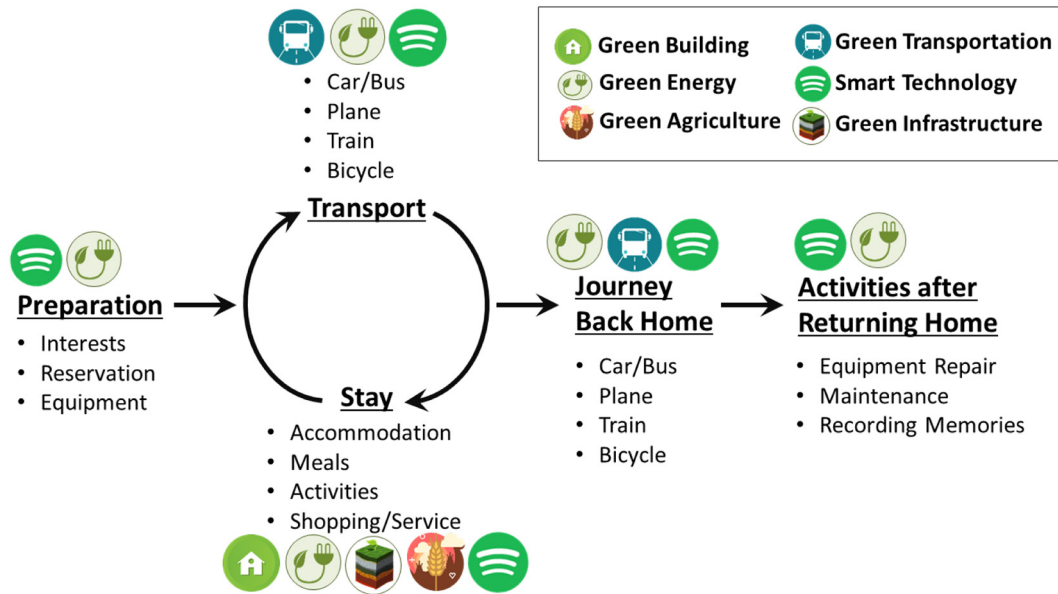 Green Building
Green Transportation
Green Energy
Smart Technology
Green Agriculture
Green Infrastructure
• Car/Bus
• Plane
• Train
• Bicycle
Transport
Preparation
• Interests
• Reservation
• Equipment
Stay
• Accommodation
• Meals
• Activities
• Shopping/Service
Journey
Back Home
• Car/Bus
• Plane
• Train
• Bicycle
Activities after
Returning Home
• Equipment Repair
• Maintenance
• Recording Memories